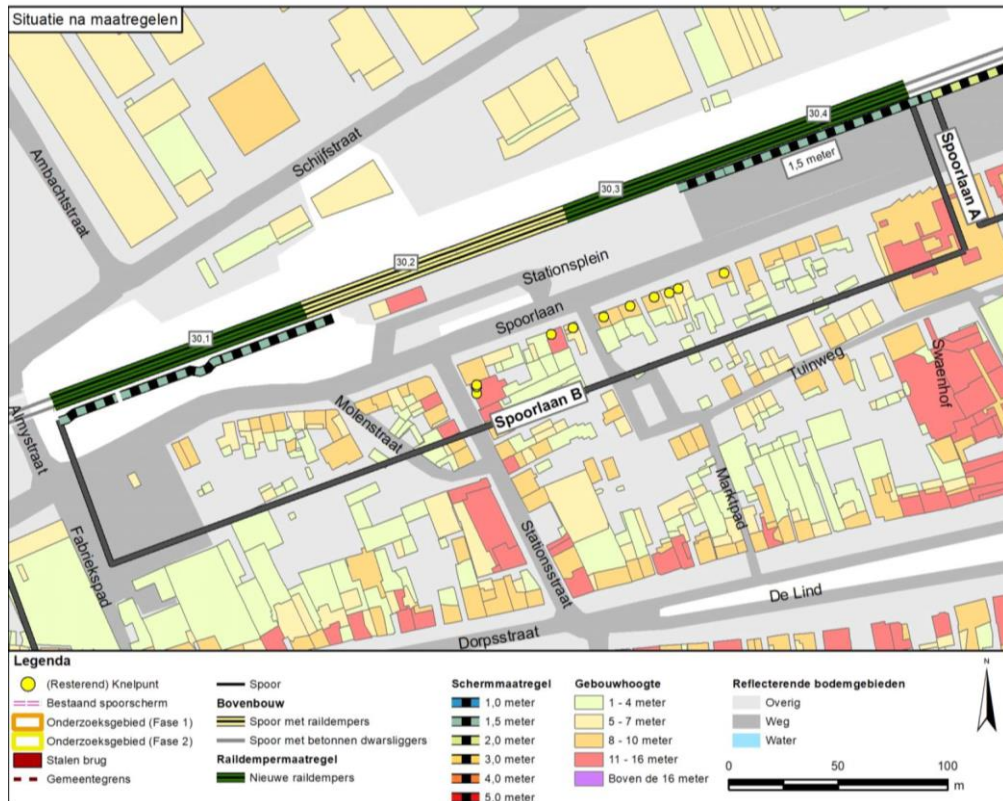 Situatie na maatregelen
Ambachtstraat
Schijfstraat
30,4
1,5 meter
Spoorlaan A
30,3
30,2
Stationsplein
Spoorlaan
30,1
Tuinweg
Swaenhof
Spoorlaan B
Molenstraat
Almystraat
Fabriekspad
Stationsstraat
Marktpad
De Lind
Dorpsstraat
Legenda
(Resterend) Knelpunt
Bestaand spoorscherm
Onderzoeksgebied (Fase 1)
Onderzoeksgebied (Fase 2)
Stalen brug
Gemeentegrens
Spoor
Bovenbouw
Spoor met raildempers
Spoor met betonnen dwarsliggers
Raildempermaatregel
Nieuwe raildempers
Schermmaatregel
1,0 meter
1,5 meter
2,0 meter
3,0 meter
4,0 meter
5,0 meter
Gebouwhoogte
1 - 4 meter
5 - 7 meter
8 - 10 meter
11 - 16 meter
Boven de 16 meter
Reflecterende bodemgebieden
Overig
Weg
Water
N
0 50 100
m